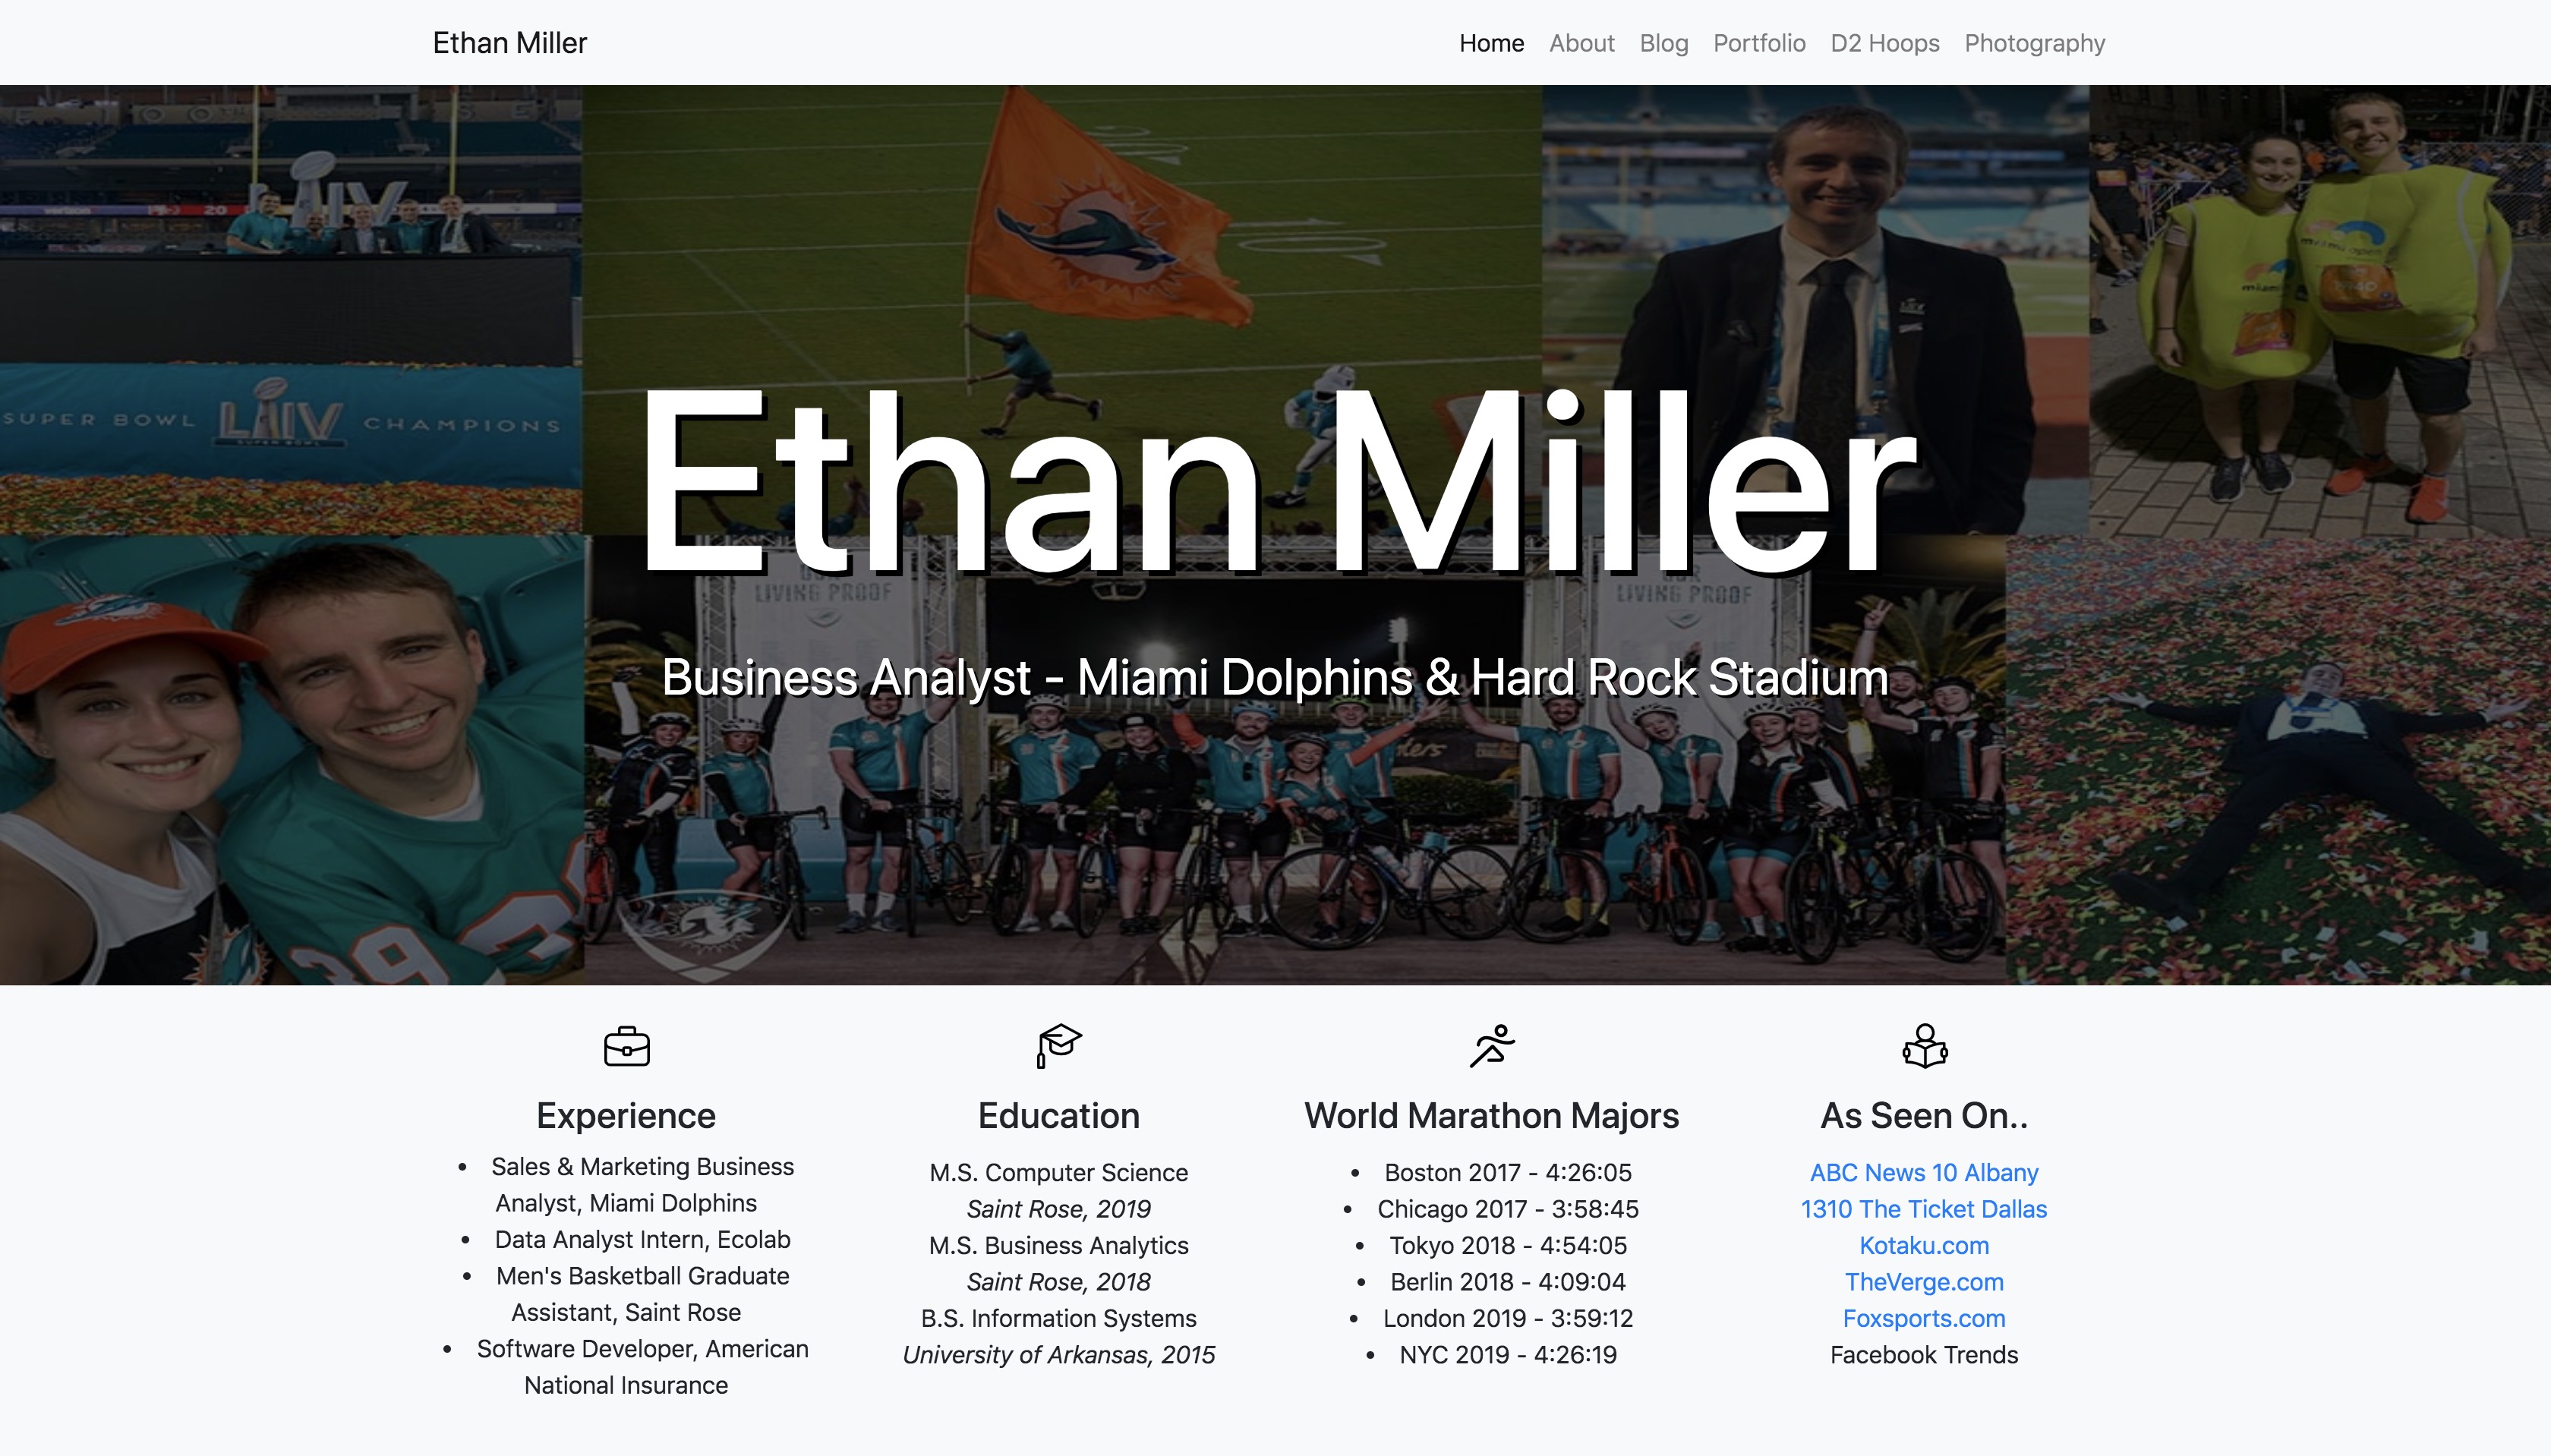 Ethan Miller
Home About Blog Portfolio D2 Hoops Photography
SUPER BOWL LIV CHAMPIONS
SUPER BOWL
Ethan Miller
LIVING PROOF
LIVING PROOF
Business Analyst - Miami Dolphins & Hard Rock Stadium
39
Experience
• Sales & Marketing Business
Analyst, Miami Dolphins
• Data Analyst Intern, Ecolab
• Men's Basketball Graduate
Assistant, Saint Rose
• Software Developer, American
National Insurance
Education
M.S. Computer Science
Saint Rose, 2019
M.S. Business Analytics
Saint Rose, 2018
B.S. Information Systems
University of Arkansas, 2015
World Marathon Majors
• Boston 2017 - 4:26:05
• Chicago 2017 - 3:58:45
• Tokyo 2018 - 4:54:05
• Berlin 2018 - 4:09:04
• London 2019 - 3:59:12
• NYC 2019 - 4:26:19
As Seen On..
ABC News 10 Albany
1310 The Ticket Dallas
Kotaku.com
TheVerge.com
Foxsports.com
Facebook Trends